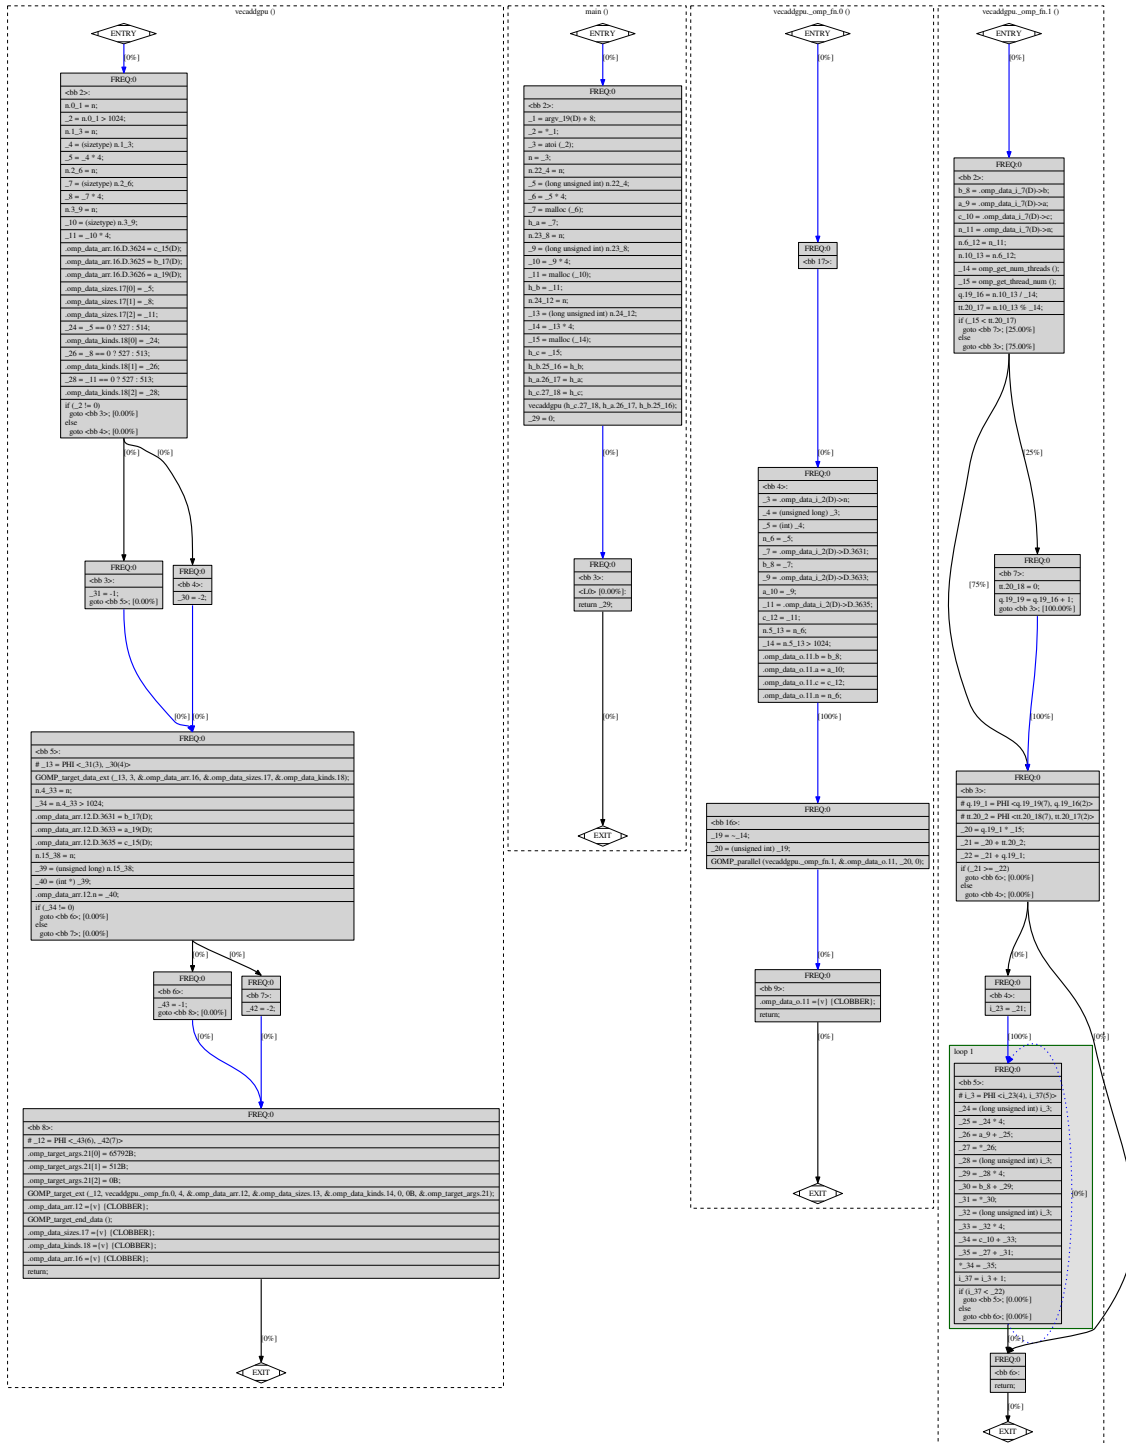 vecaddgpu ()
ENTRY
[0%]
FREQ:0
<bb 2>:
n.0_1 = n;
_2 = n.0_1 > 1024;
n.1_3 = n;
_4 = (sizetype) n.1_3;
_5 = _4 * 4;
n.2_6 = n;
_7 = (sizetype) n.2_6;
_8 = _7 * 4;
n.3_9 = n;
_10 = (sizetype) n.3_9;
_11 = _10 * 4;
.omp_data_arr.16.D.3624 = c_15(D);
.omp_data_arr.16.D.3625 = b_17(D);
.omp_data_arr.16.D.3626 = a_19(D);
.omp_data_sizes.17[0] = _5;
.omp_data_sizes.17[1] = _8;
.omp_data_sizes.17[2] = _11;
_24 = _5 == 0 ? 527 : 514;
.omp_data_kinds.18[0] = _24;
_26 = _8 == 0 ? 527 : 513;
.omp_data_kinds.18[1] = _26;
_28 = _11 == 0 ? 527 : 513;
.omp_data_kinds.18[2] = _28;
if (_2 != 0)
goto <bb 3>; [0.00%]
else
goto <bb 4>; [0.00%]
[0%]
[0%]
FREQ:0
<bb 3>:
_31 = -1;
goto <bb 5>; [0.00%]
FREQ:0
<bb 4>:
_30 = -2;
[0%]
[0%]
FREQ:0
<bb 5>:
# _13 = PHI <_31(3), _30(4)>
GOMP_target_data_ext (_13, 3, &.omp_data_arr.16, &.omp_data_sizes.17, &.omp_data_kinds.18);
n.4_33 = n;
_34 = n.4_33 > 1024;
.omp_data_arr.12.D.3631 = b_17(D);
.omp_data_arr.12.D.3633 = a_19(D);
.omp_data_arr.12.D.3635 = c_15(D);
n.15_38 = n;
_39 = (unsigned long) n.15_38;
_40 = (int *) _39;
.omp_data_arr.12.n = _40;
if (_34 != 0)
goto <bb 6>; [0.00%]
else
goto <bb 7>; [0.00%]
[0%]
[0%]
FREQ:0
<bb 6>:
_43 = -1;
goto <bb 8>; [0.00%]
FREQ:0
<bb 7>:
_42 = -2;
[0%]
[0%]
FREQ:0
<bb 8>:
# _12 = PHI <_43(6), _42(7)>
.omp_target_args.21[0] = 65792B;
.omp_target_args.21[1] = 512B;
.omp_target_args.21[2] = 0B;
GOMP_target_ext (_12, vecaddgpu._omp_fn.0, 4, &.omp_data_arr.12, &.omp_data_sizes.13, &.omp_data_kinds.14, 0, 0B, &.omp_target_args.21);
.omp_data_arr.12 ={v} {CLOBBER};
GOMP_target_end_data ();
.omp_data_sizes.17 ={v} {CLOBBER};
.omp_data_kinds.18 ={v} {CLOBBER};
.omp_data_arr.16 ={v} {CLOBBER};
return;
[0%]
EXIT
main ()
ENTRY
[0%]
FREQ:0
<bb 2>:
_1 = argv_19(D) + 8;
_2 = *_1;
_3 = atoi (_2);
n = _3;
n.22_4 = n;
_5 = (long unsigned int) n.22_4;
_6 = _5 * 4;
_7 = malloc (_6);
h_a = _7;
n.23_8 = n;
_9 = (long unsigned int) n.23_8;
_10 = _9 * 4;
_11 = malloc (_10);
h_b = _11;
n.24_12 = n;
_13 = (long unsigned int) n.24_12;
_14 = _13 * 4;
_15 = malloc (_14);
h_c = _15;
h_b.25_16 = h_b;
h_a.26_17 = h_a;
h_c.27_18 = h_c;
vecaddgpu (h_c.27_18, h_a.26_17, h_b.25_16);
_29 = 0;
[0%]
FREQ:0
<bb 3>:
<L0> [0.00%]:
return _29;
[0%]
EXIT
vecaddgpu._omp_fn.0 ()
ENTRY
[0%]
FREQ:0
<bb 17>:
[0%]
FREQ:0
<bb 4>:
_3 = .omp_data_i_2(D)->n;
_4 = (unsigned long) _3;
_5 = (int) _4;
n_6 = _5;
_7 = .omp_data_i_2(D)->D.3631;
b_8 = _7;
_9 = .omp_data_i_2(D)->D.3633;
a_10 = _9;
_11 = .omp_data_i_2(D)->D.3635;
c_12 = _11;
n.5_13 = n_6;
_14 = n.5_13 > 1024;
.omp_data_o.11.b = b_8;
.omp_data_o.11.a = a_10;
.omp_data_o.11.c = c_12;
.omp_data_o.11.n = n_6;
[100%]
FREQ:0
<bb 16>:
_19 = ~_14;
_20 = (unsigned int) _19;
GOMP_parallel (vecaddgpu._omp_fn.1, &.omp_data_o.11, _20, 0);
[0%]
FREQ:0
<bb 9>:
.omp_data_o.11 ={v} {CLOBBER};
return;
[0%]
EXIT
vecaddgpu._omp_fn.1 ()
ENTRY
[0%]
FREQ:0
<bb 2>:
b_8 = .omp_data_i_7(D)->b;
a_9 = .omp_data_i_7(D)->a;
c_10 = .omp_data_i_7(D)->c;
n_11 = .omp_data_i_7(D)->n;
n.6_12 = n_11;
n.10_13 = n.6_12;
_14 = omp_get_num_threads ();
_15 = omp_get_thread_num ();
q.19_16 = n.10_13 / _14;
tt.20_17 = n.10_13 % _14;
if (_15 < tt.20_17)
goto <bb 7>; [25.00%]
else
goto <bb 3>; [75.00%]
[25%]
[75%]
FREQ:0
<bb 7>:
tt.20_18 = 0;
q.19_19 = q.19_16 + 1;
goto <bb 3>; [100.00%]
[100%]
FREQ:0
<bb 3>:
# q.19_1 = PHI <q.19_19(7), q.19_16(2)>
# tt.20_2 = PHI <tt.20_18(7), tt.20_17(2)>
_20 = q.19_1 * _15;
_21 = _20 + tt.20_2;
_22 = _21 + q.19_1;
if (_21 >= _22)
goto <bb 6>; [0.00%]
else
goto <bb 4>; [0.00%]
[0%]
FREQ:0
<bb 4>:
i_23 = _21;
[100%]
[0%]
loop 1
FREQ:0
<bb 5>:
# i_3 = PHI <i_23(4), i_37(5)>
_24 = (long unsigned int) i_3;
_25 = _24 * 4;
_26 = a_9 + _25;
_27 = *_26;
_28 = (long unsigned int) i_3;
_29 = _28 * 4;
_30 = b_8 + _29;
_31 = *_30;
_32 = (long unsigned int) i_3;
_33 = _32 * 4;
_34 = c_10 + _33;
_35 = _27 + _31;
*_34 = _35;
i_37 = i_3 + 1;
if (i_37 < _22)
goto <bb 5>; [0.00%]
else
goto <bb 6>; [0.00%]
[0%]
[0%]
FREQ:0
<bb 6>:
return;
[0%]
EXIT